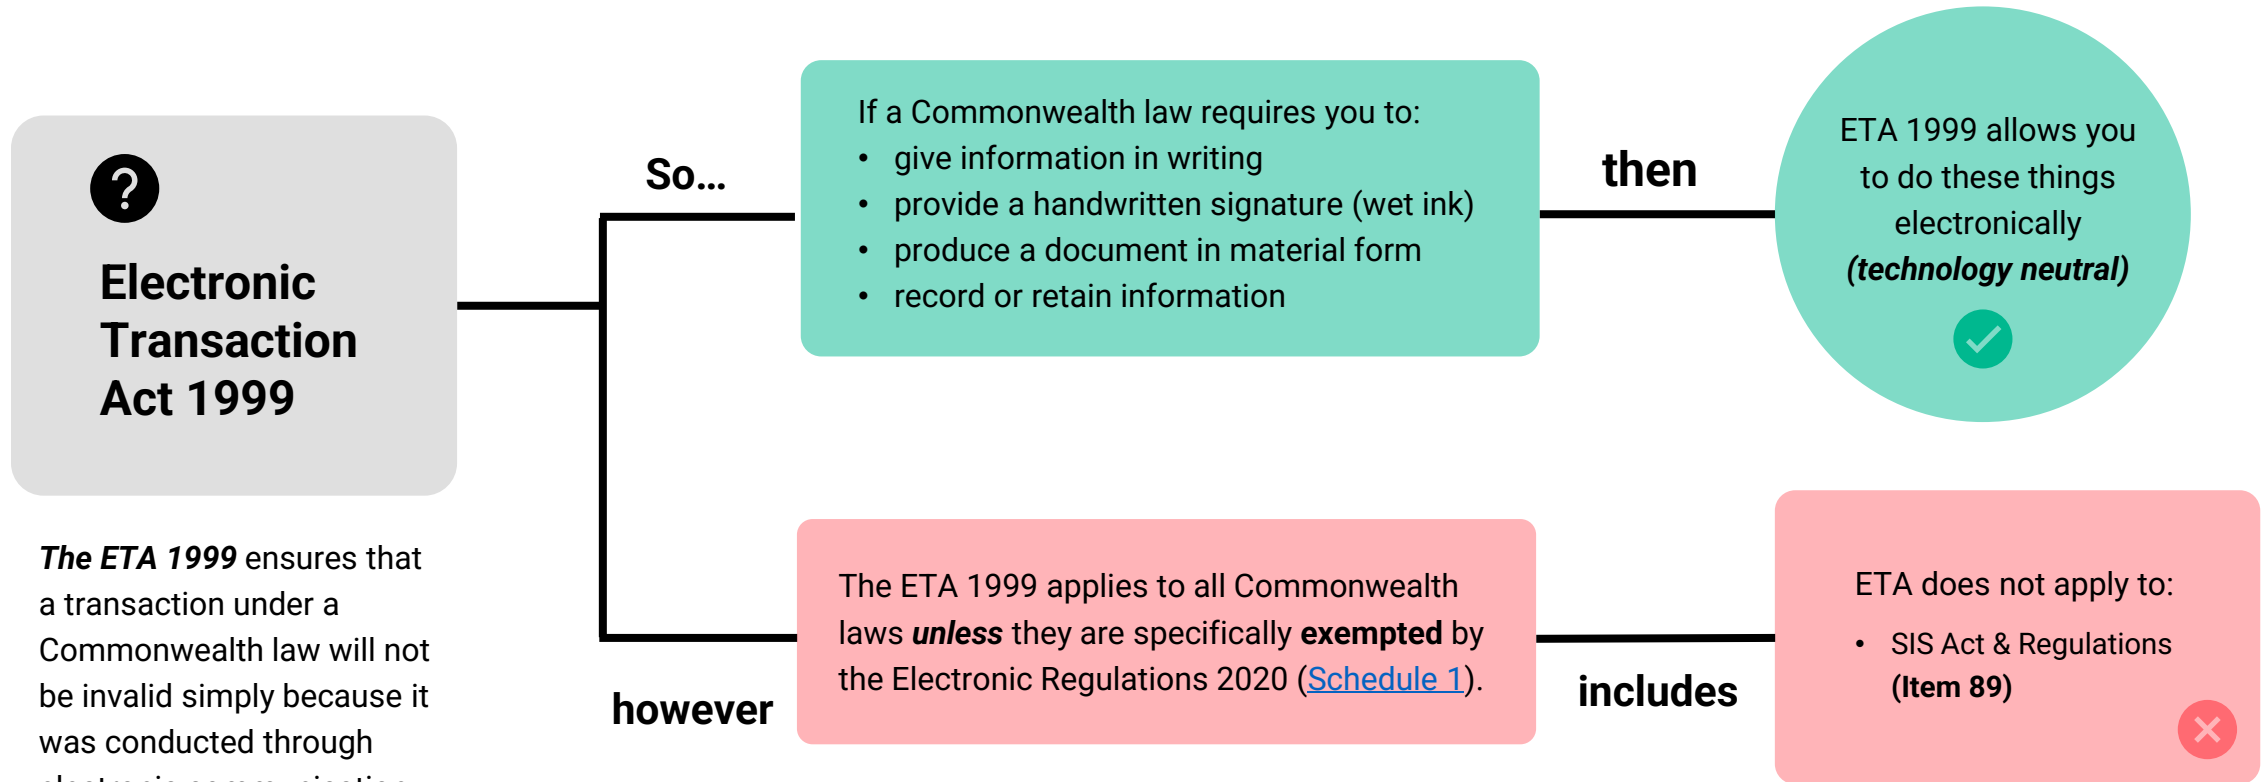 ?
Electronic
Transaction
Act 1999
The ETA 1999 ensures that
a transaction under a
Commonwealth law will not
be invalid simply because it
was conducted through
So...
If a Commonwealth law requires you to:
• give information in writing
• provide a handwritten signature (wet ink)
• produce a document in material form
• record or retain information
then
ETA 1999 allows you
to do these things
electronically
(technology neutral)
however
The ETA 1999 applies to all Commonwealth
laws unless they are specifically exempted by
the Electronic Regulations 2020 (Schedule 1).
includes
ETA does not apply to:
• SIS Act & Regulations
(Item 89)